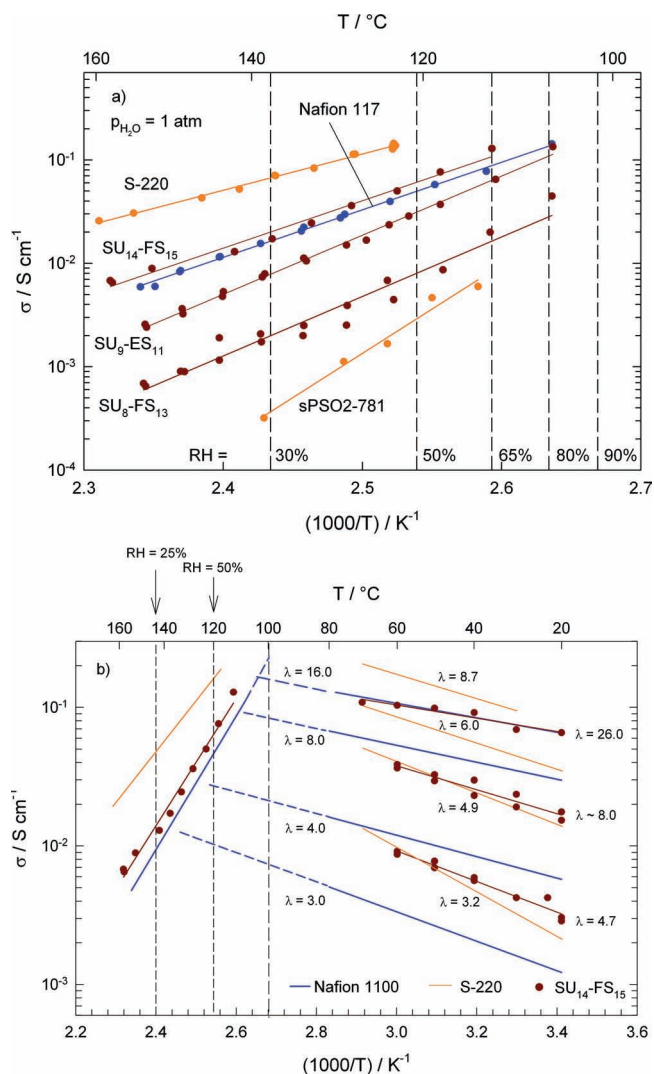 T / °C
160 140 120 100
a)
pH2O = 1 atm
Nafion 117
S-220
SU14-FS15
SU9-ES11
SU8-FS13
sPSO2-781
RH = 30% 50% 65% 80% 90%
10-1
10-2
10-3
10-4
σ / S cm-1
2.3 2.4 2.5 2.6 2.7
(1000/T) / K-1
RH = 25%
RH = 50%
T / °C
160 140 120 100 80 60 40 20
b)
λ = 16.0
λ = 8.7
λ = 8.0
λ = 6.0
λ = 26.0
λ = 4.0
λ = 4.9
λ ~ 8.0
λ = 3.0
λ = 3.2
λ = 4.7
10-1
10-2
10-3
σ / S cm-1
Nafion 1100 S-220 SU14-FS15
2.2 2.4 2.6 2.8 3.0 3.2 3.4 3.6
(1000/T) / K-1